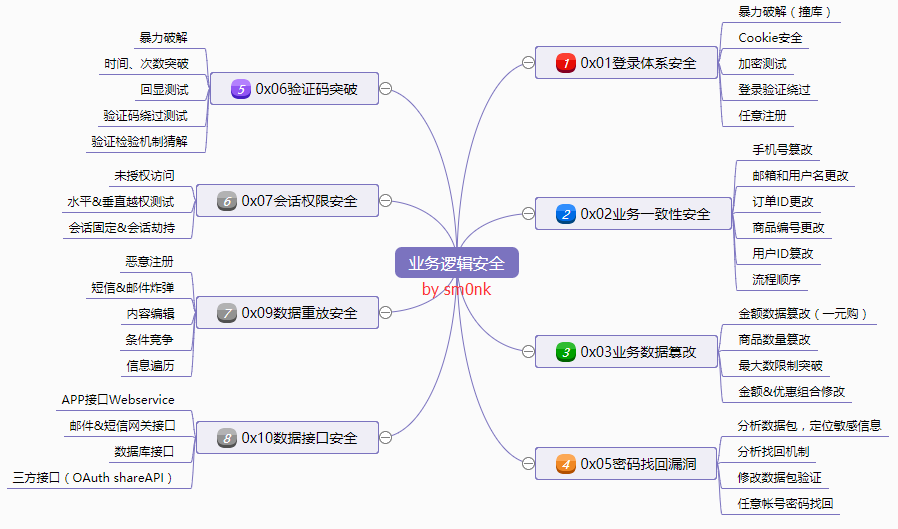 业务逻辑安全
by sm0nk
1 0x01登录体系安全
暴力破解（撞库）
Cookie安全
加密测试
登录验证绕过
任意注册
2 0x02业务一致性安全
手机号篡改
邮箱和用户名更改
订单ID更改
商品编号更改
用户ID篡改
流程顺序
3 0x03业务数据篡改
金额数据篡改（一元购）
商品数量篡改
最大数限制突破
金额&优惠组合修改
4 0x05密码找回漏洞
分析数据包，定位敏感信息
分析找回机制
修改数据包验证
任意帐号密码找回
5 0x06验证码突破
暴力破解
时间、次数突破
回显测试
验证码绕过测试
验证检验机制猜解
6 0x07会话权限安全
未授权访问
水平&垂直越权测试
会话固定&会话劫持
7 0x09数据重放安全
恶意注册
短信&邮件炸弹
内容编辑
条件竞争
信息遍历
8 0x10数据接口安全
APP接口Webservice
邮件&短信网关接口
数据库接口
三方接口（OAuth shareAPI）